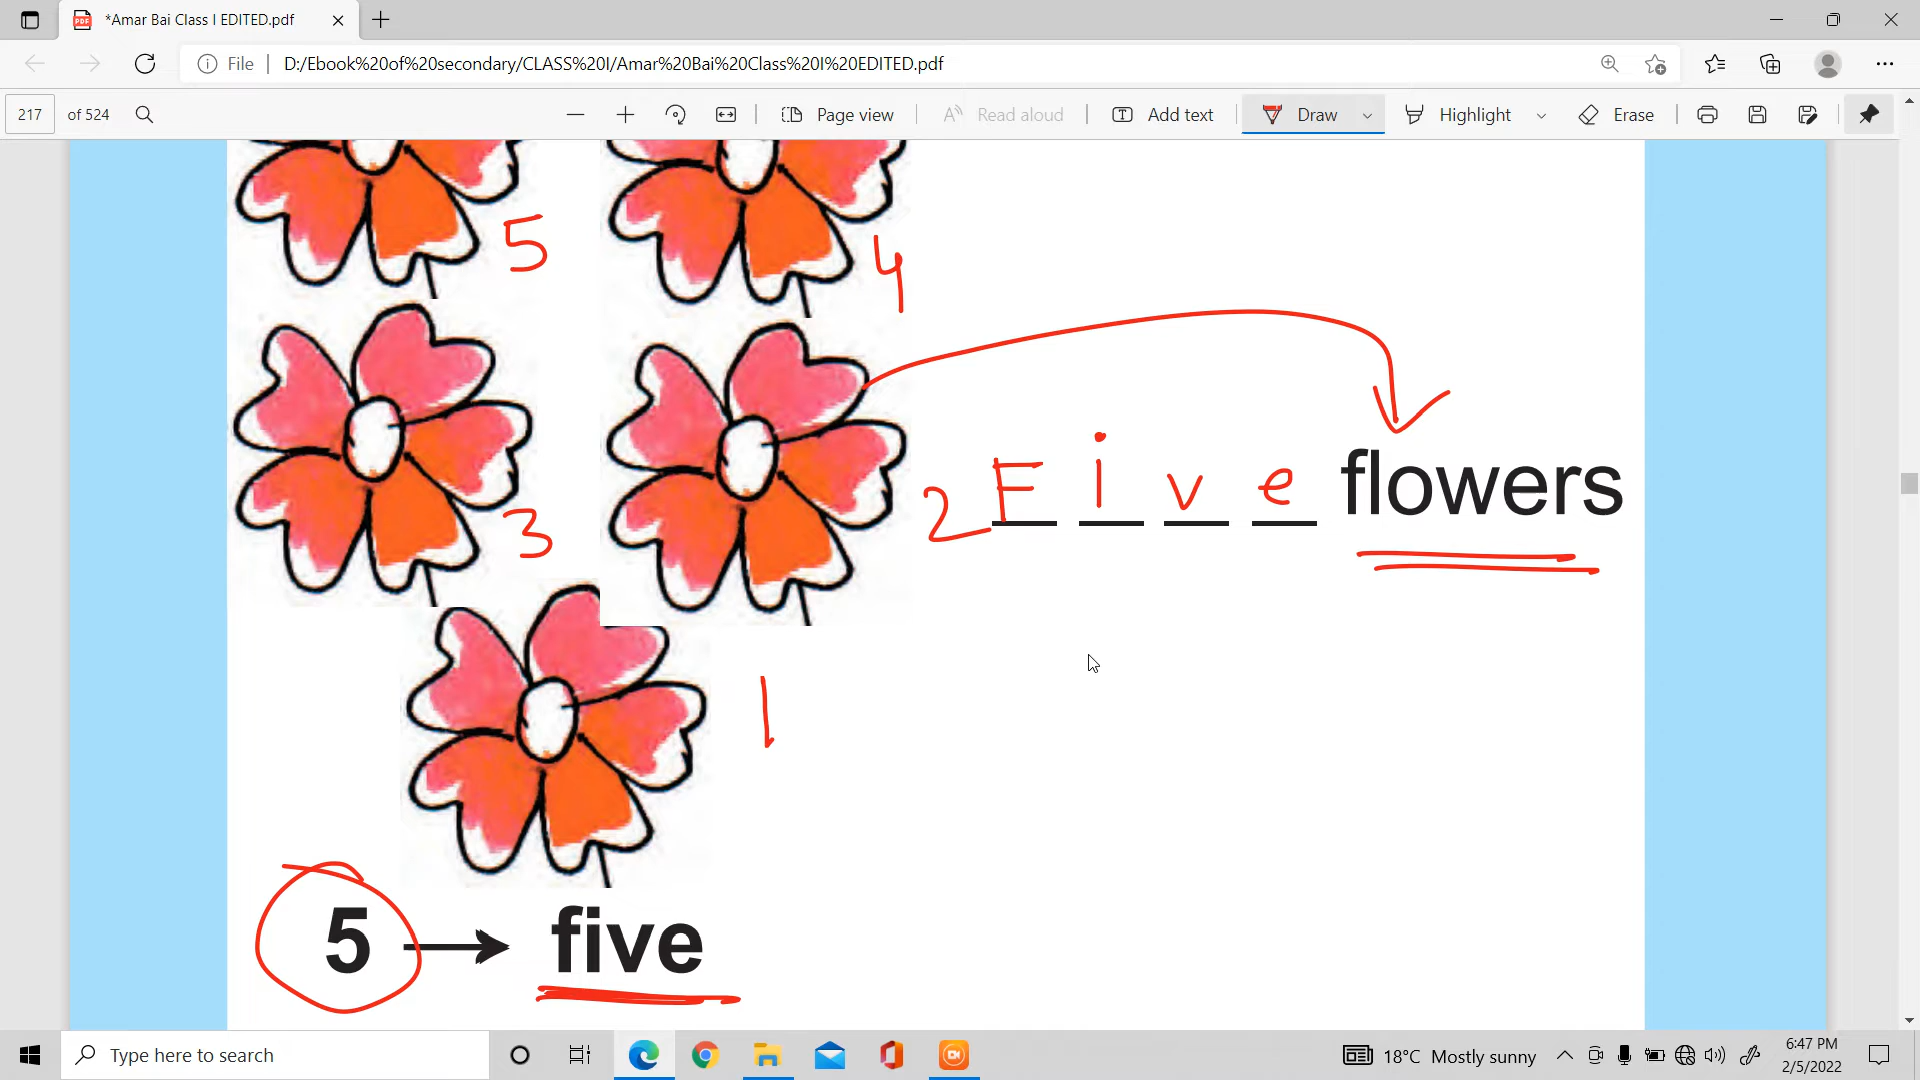 *Amar Bai Class I EDITED.pdf
File D:/Ebook%20of%20secondary/CLASS%20I/Amar%20Bai%20Class%20I%20EDITED.pdf
217 of 524 Page view Read aloud Add text Draw Highlight Erase
5 4
3 2 Five flowers
1
5 → five
Type here to search 18°C Mostly sunny 6:47 PM
2/5/2022